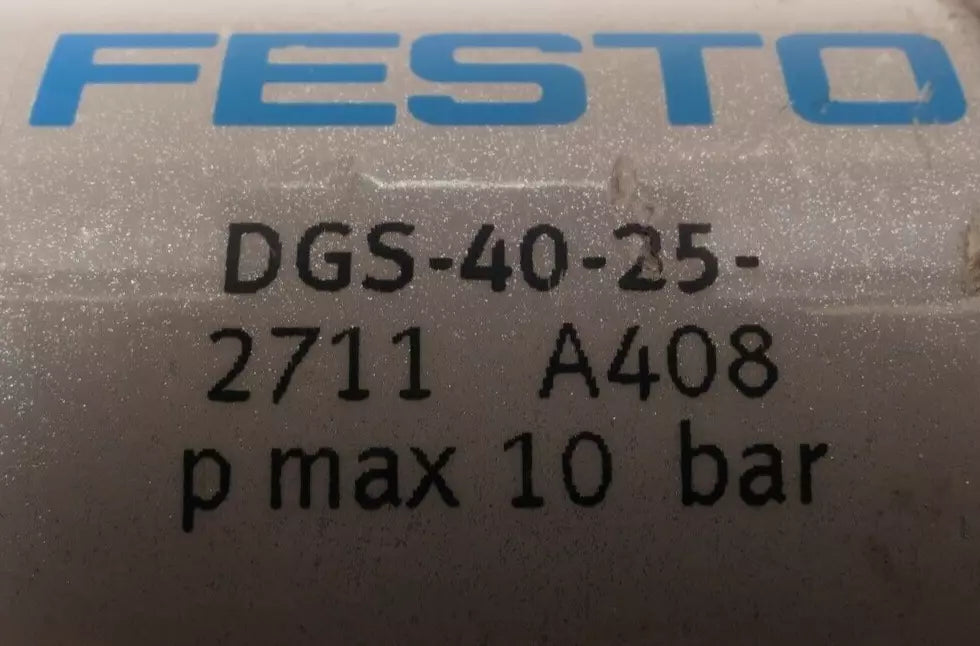 FESTO
DGS-40-25-
2711 A408
p max 10 bar